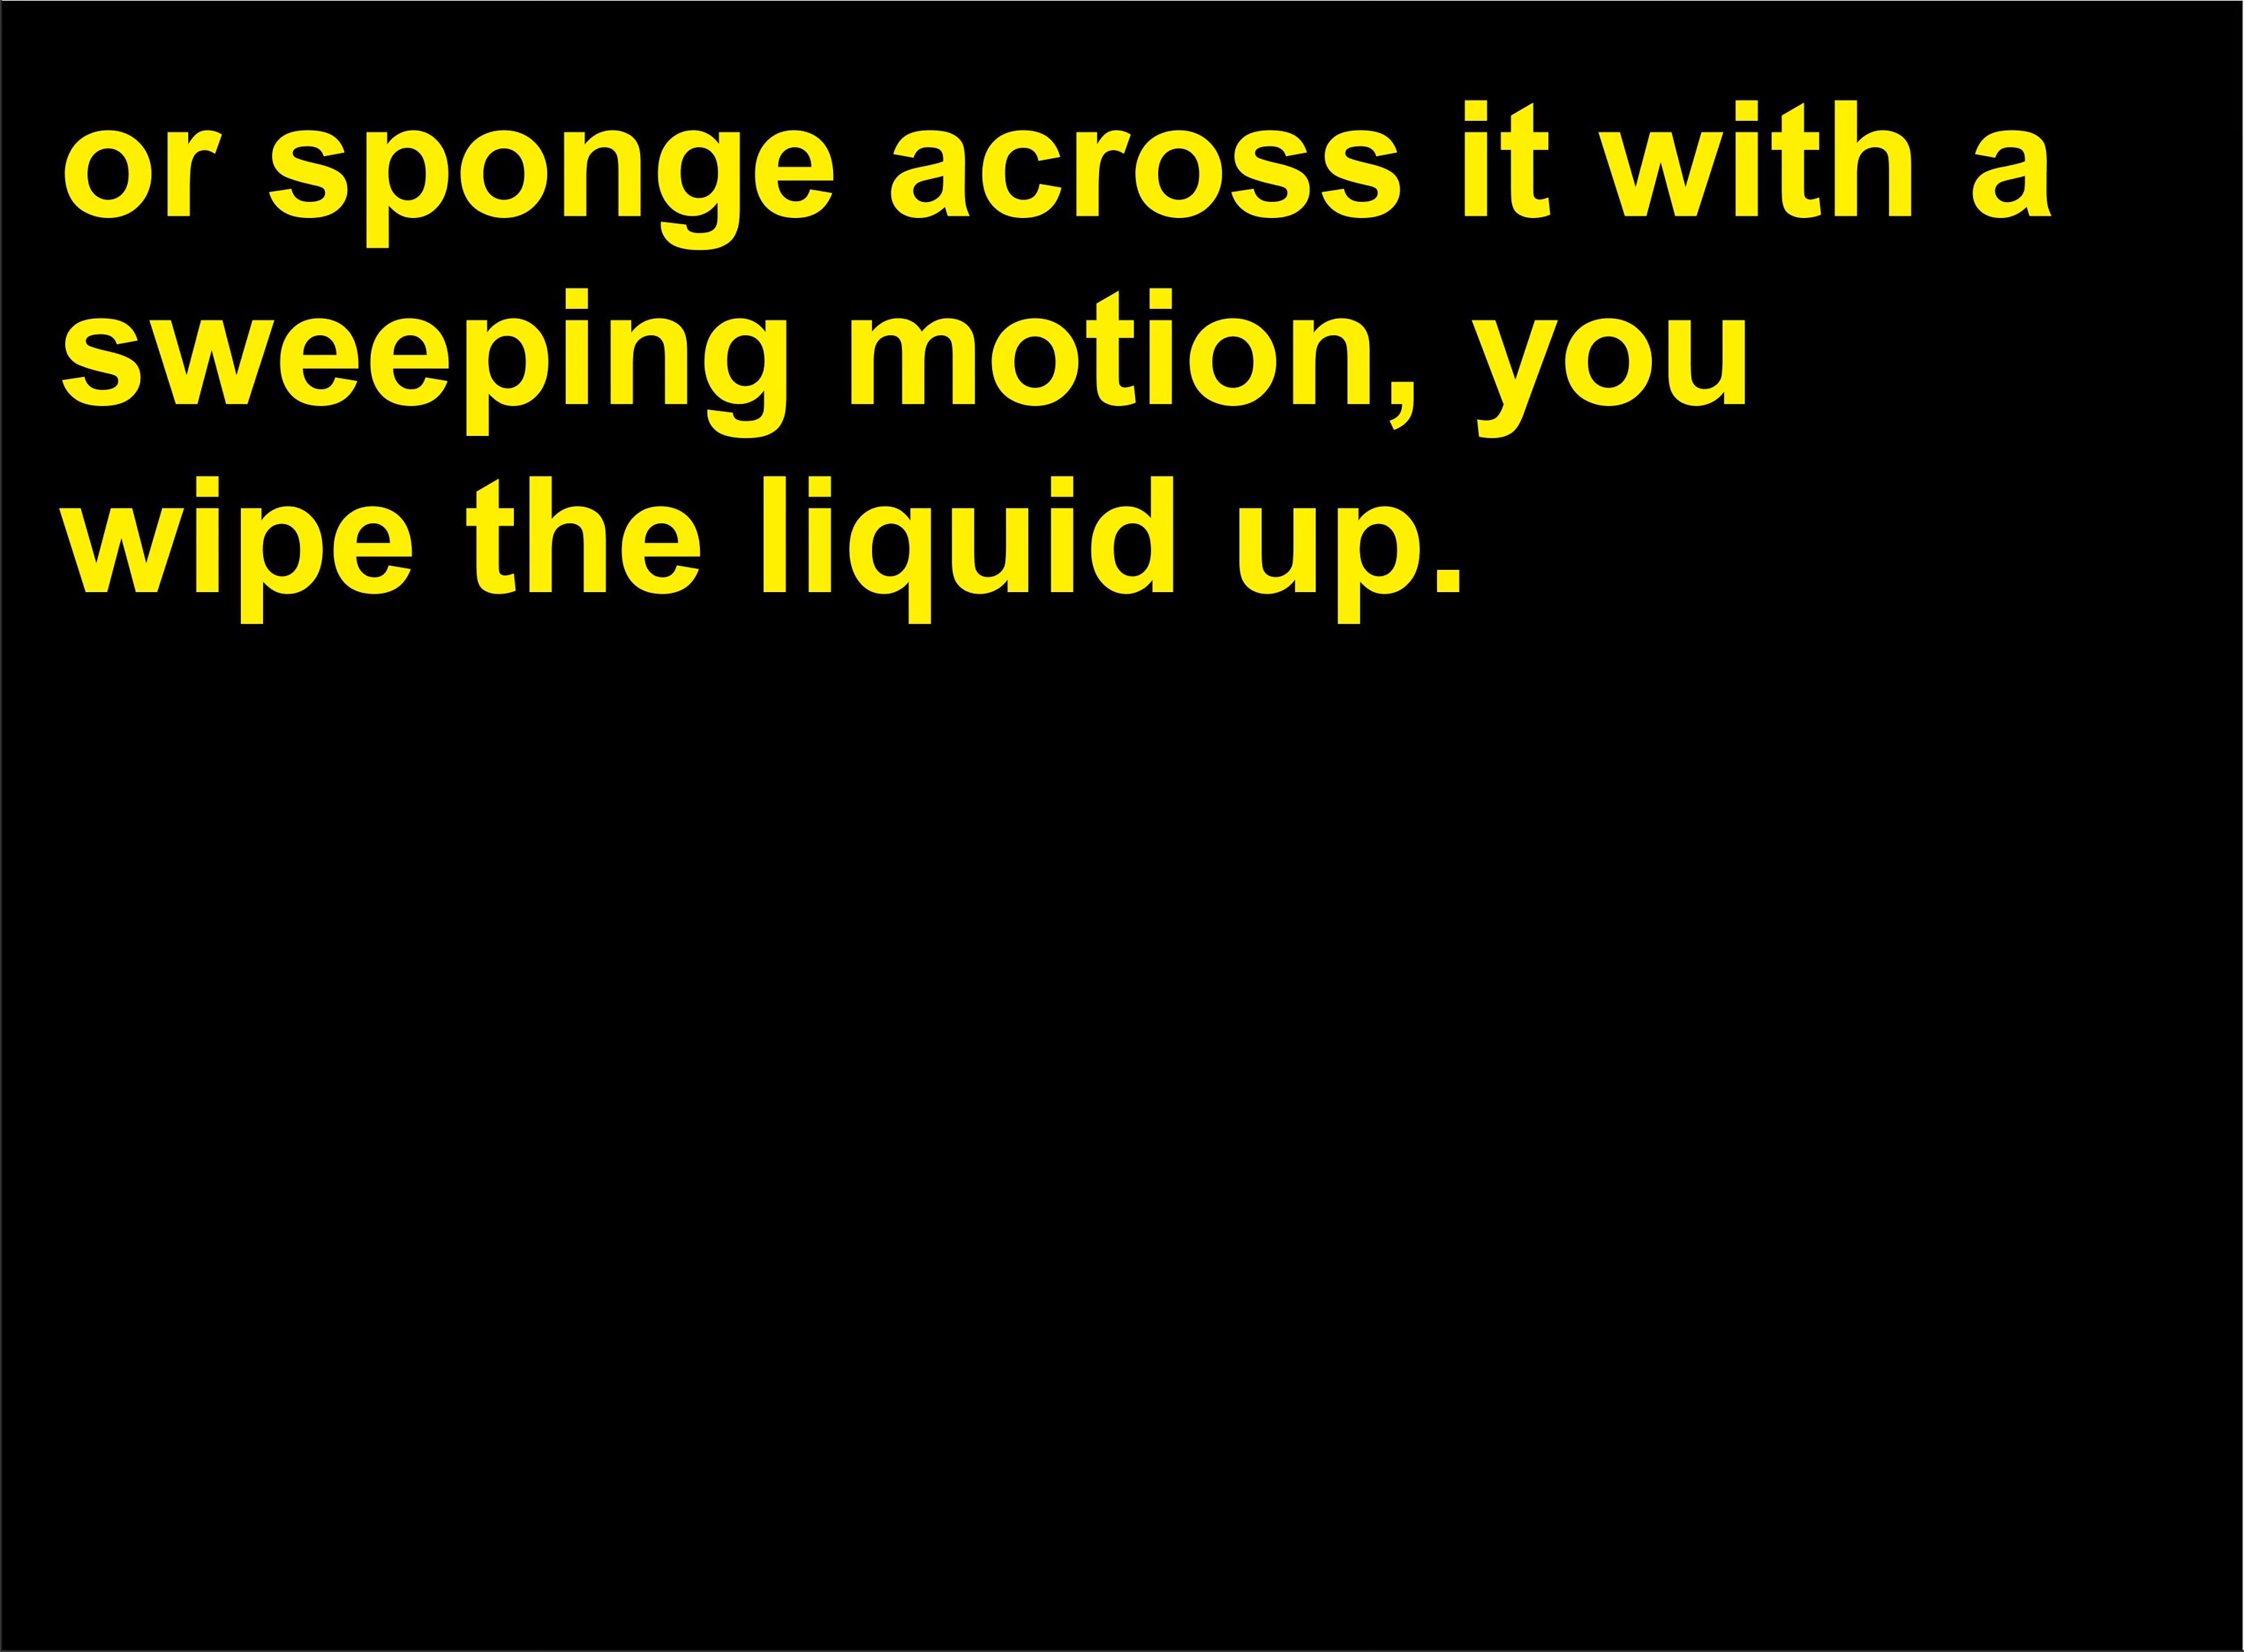 or sponge across it with a
sweeping motion, you
wipe the liquid up.